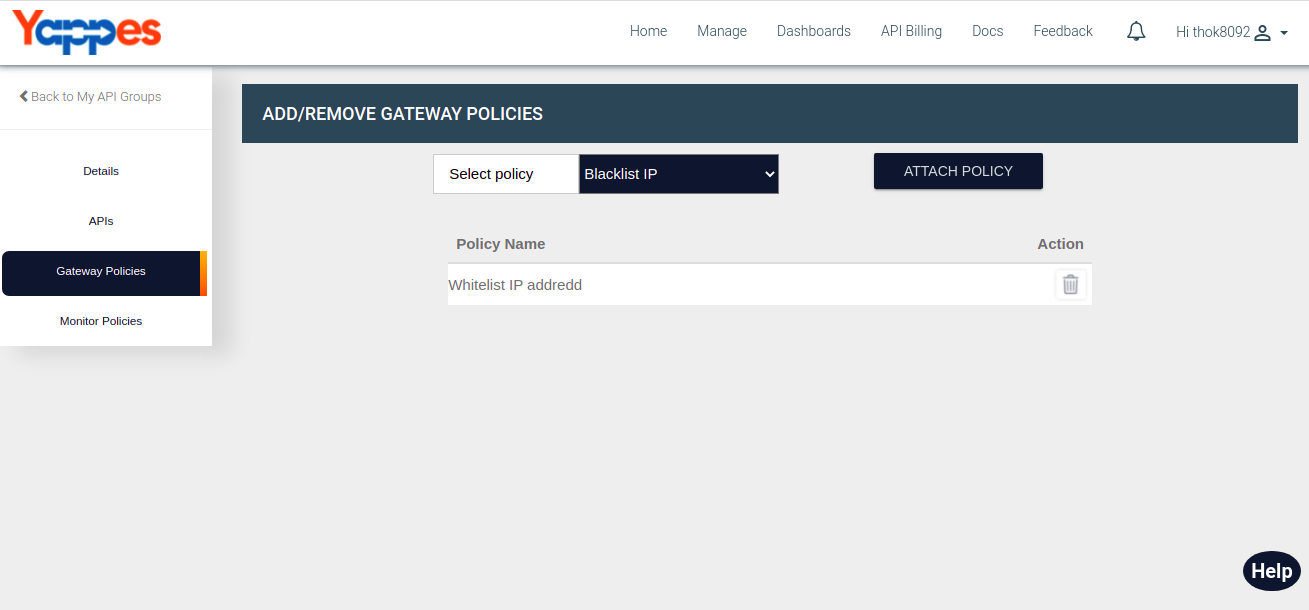 Yappes
Home Manage Dashboards API Billing Docs Feedback Hi thok8092
Back to My API Groups
Details
APIs
Gateway Policies
Monitor Policies
ADD/REMOVE GATEWAY POLICIES
Select policy Blacklist IP ATTACH POLICY
Policy Name Action
Whitelist IP addredd
Help